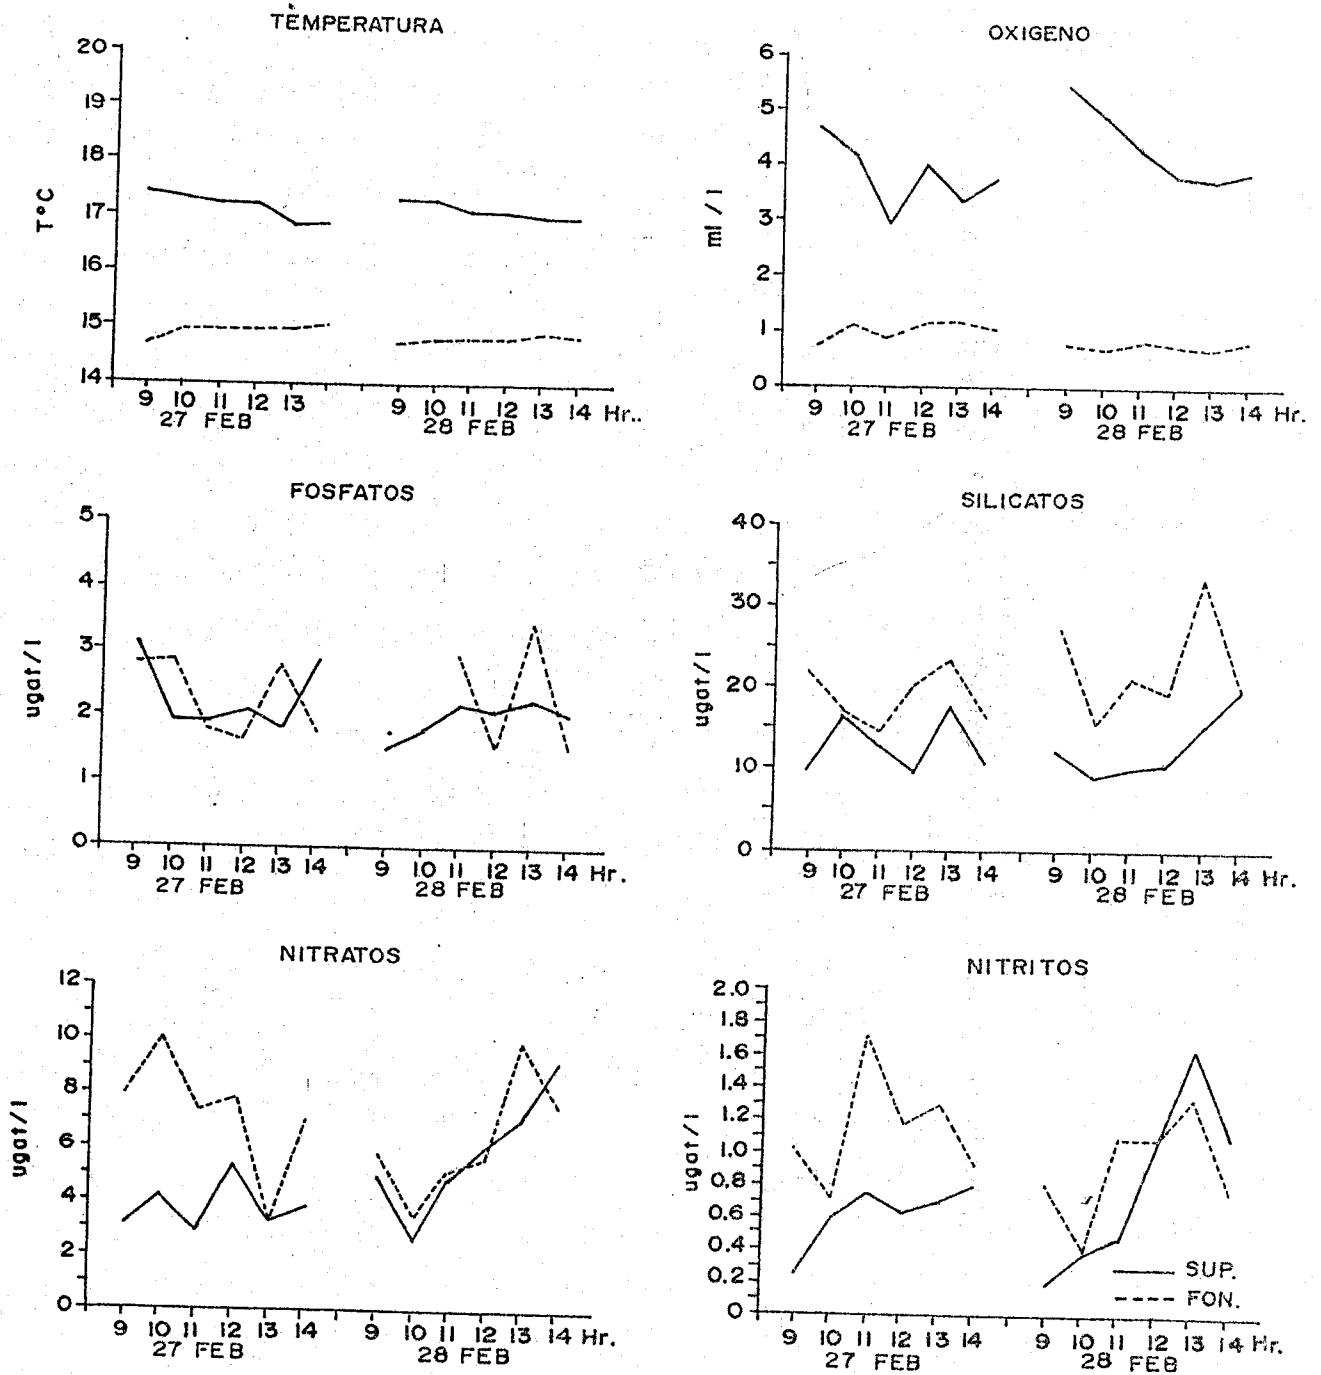 TEMPERATURA
20
19
18
17
16
15
14
T°C
9 10 11 12 13
27 FEB
9 10 11 12 13 14 Hr..
28 FEB
OXIGENO
6
5
4
3
2
1
0
ml / l
9 10 11 12 13 14
27 FEB
9 10 11 12 13 14 Hr.
28 FEB
FOSFATOS
5
4
3
2
1
0
ugat/l
9 10 11 12 13 14
27 FEB
9 10 11 12 13 14 Hr.
28 FEB
SILICATOS
40
30
20
10
0
ugat/l
9 10 11 12 13 14
27 FEB
9 10 11 12 13 14 Hr.
28 FEB
NITRATOS
12
10
8
6
4
2
0
ugat/l
9 10 11 12 13 14
27 FEB
9 10 11 12 13 14 Hr.
28 FEB
NITRITOS
2.0
1.8
1.6
1.4
1.2
1.0
0.8
0.6
0.4
0.2
0
ugat/l
SUP.
FON.
9 10 11 12 13 14
27 FEB
9 10 11 12 13 14 Hr.
28 FEB